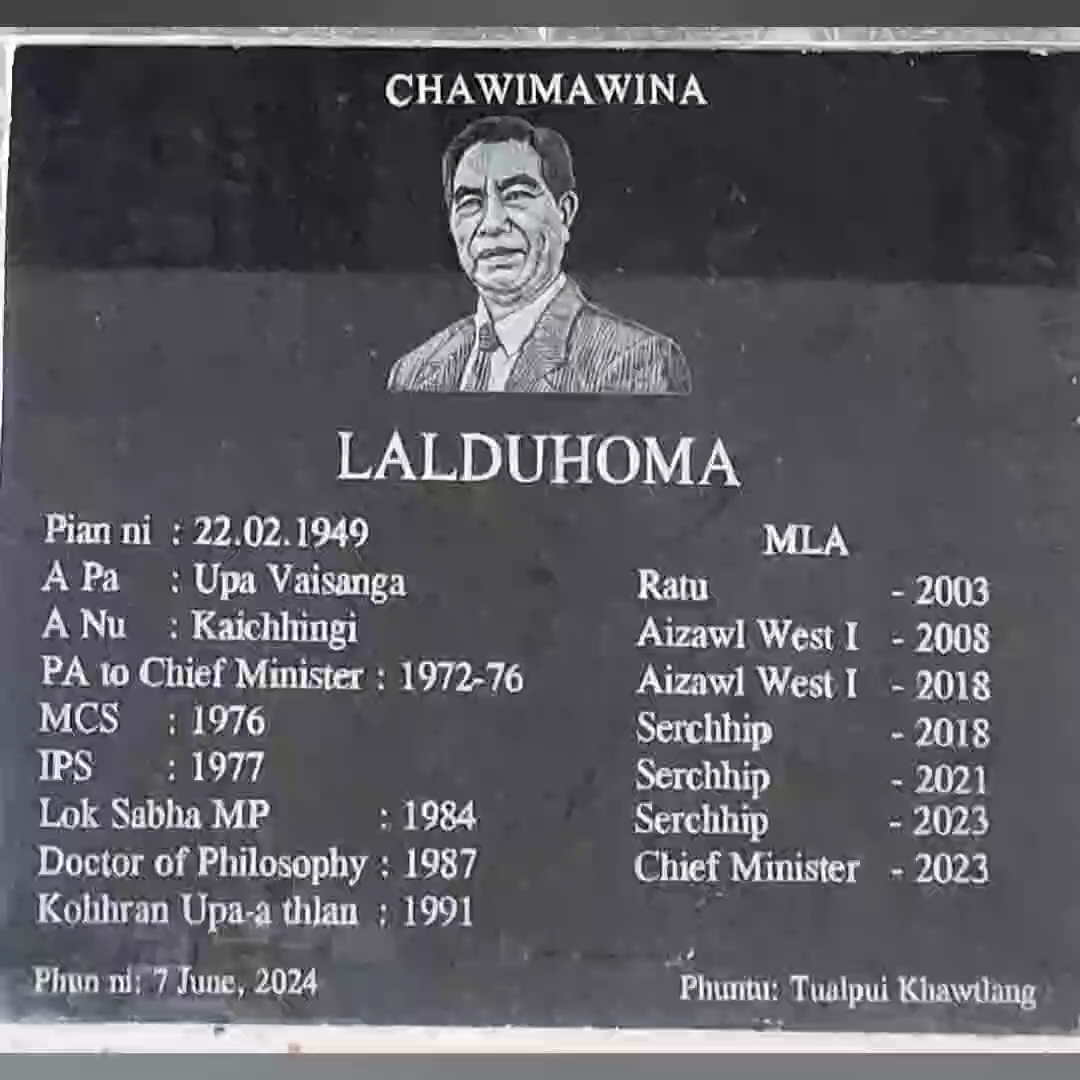 CHAWIMAWINA
LALDUHOMA
Pian ni : 22.02.1949
A Pa : Upa Vaisanga
A Nu : Kaichhingi
PA to Chief Minister : 1972-76
MCS : 1976
IPS : 1977
Lok Sabha MP : 1984
Doctor of Philosophy : 1987
Kohhran Upa-a thlan : 1991
MLA
Ratu - 2003
Aizawl West I - 2008
Aizawl West I - 2018
Serchhip - 2018
Serchhip - 2021
Serchhip - 2023
Chief Minister - 2023
Phun ni: 7 June, 2024
Phuntu: Tualpui Khawtlang